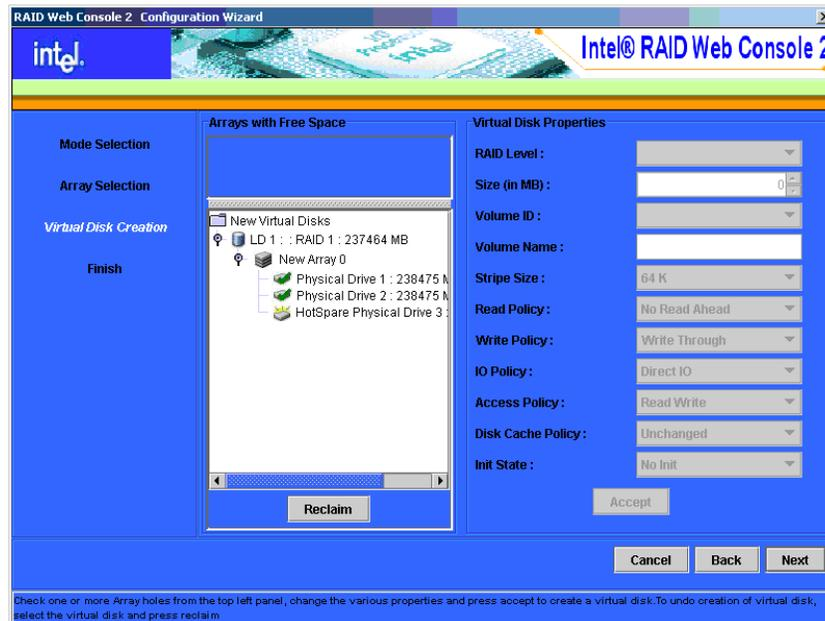 RAID Web Console 2 Configuration Wizard
intel.
Intel® RAID Web Console 2
Mode Selection
Array Selection
Virtual Disk Creation
Finish
Arrays with Free Space
New Virtual Disks
LD 1 : : RAID 1 : 237464 MB
New Array 0
Physical Drive 1 : 238475 M
Physical Drive 2 : 238475 M
HotSpare Physical Drive 3 :
Reclaim
Virtual Disk Properties
RAID Level :
Size (in MB) : 0
Volume ID :
Volume Name :
Stripe Size : 64 K
Read Policy : No Read Ahead
Write Policy : Write Through
IO Policy : Direct IO
Access Policy : Read Write
Disk Cache Policy : Unchanged
Init State : No Init
Accept
Cancel Back Next
Check one or more Array holes from the top left panel, change the various properties and press accept to create a virtual disk.To undo creation of virtual disk,
select the virtual disk and press reclaim